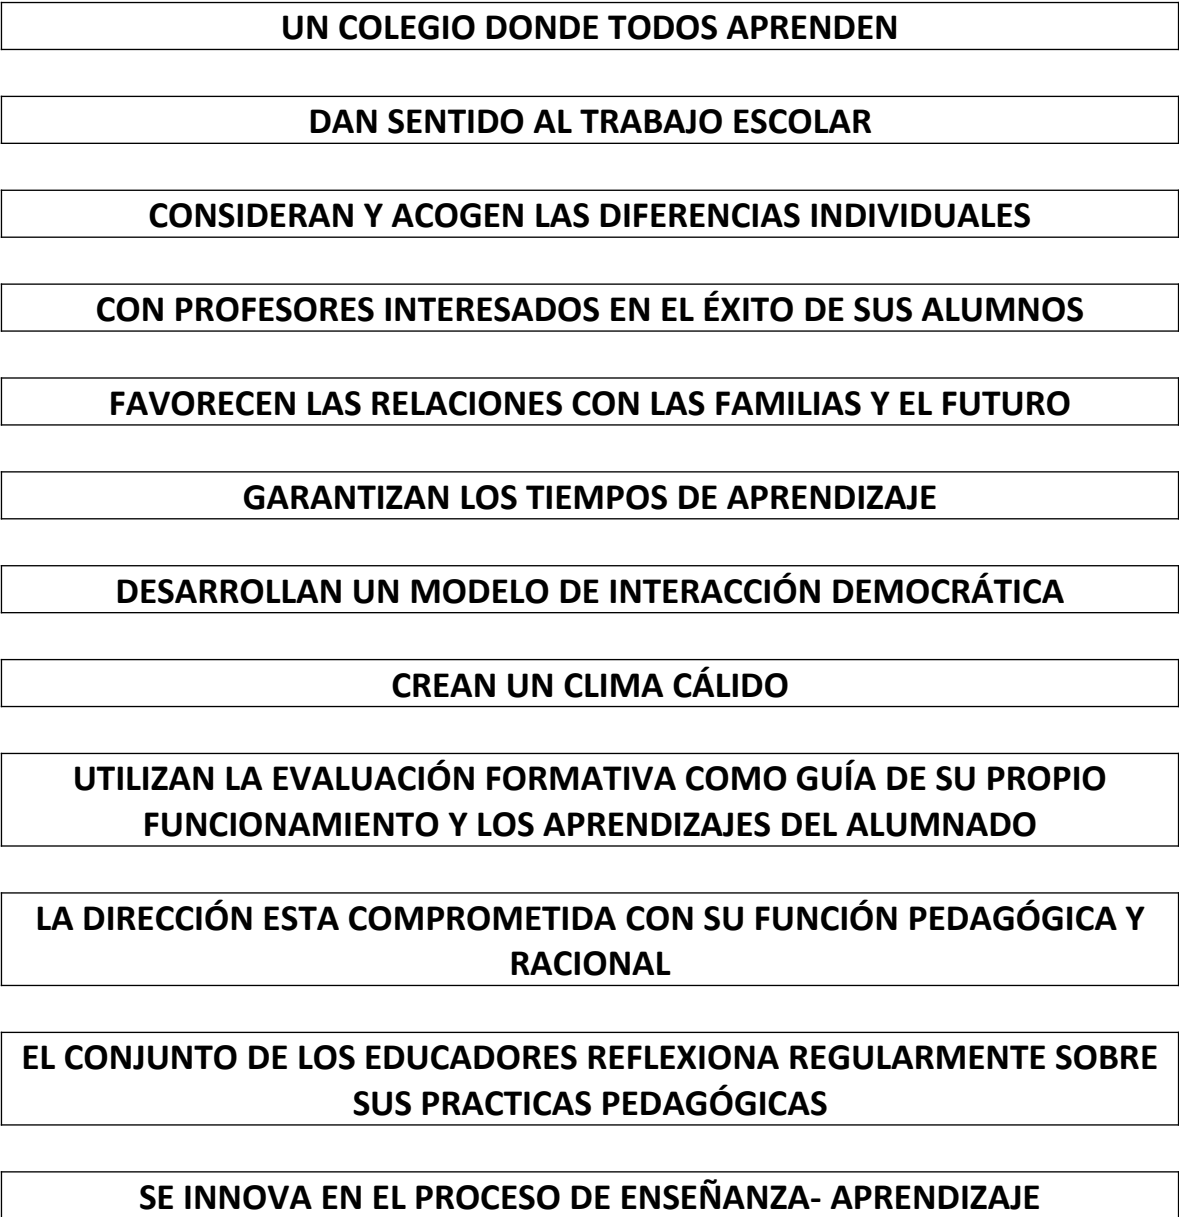 UN COLEGIO DONDE TODOS APRENDEN
DAN SENTIDO AL TRABAJO ESCOLAR
CONSIDERAN Y ACOGEN LAS DIFERENCIAS INDIVIDUALES
CON PROFESORES INTERESADOS EN EL ÉXITO DE SUS ALUMNOS
FAVORECEN LAS RELACIONES CON LAS FAMILIAS Y EL FUTURO
GARANTIZAN LOS TIEMPOS DE APRENDIZAJE
DESARROLLAN UN MODELO DE INTERACCIÓN DEMOCRÁTICA
CREAN UN CLIMA CÁLIDO
UTILIZAN LA EVALUACIÓN FORMATIVA COMO GUÍA DE SU PROPIO
FUNCIONAMIENTO Y LOS APRENDIZAJES DEL ALUMNADO
LA DIRECCIÓN ESTA COMPROMETIDA CON SU FUNCIÓN PEDAGÓGICA Y
RACIONAL
EL CONJUNTO DE LOS EDUCADORES REFLEXIONA REGULARMENTE SOBRE
SUS PRACTICAS PEDAGÓGICAS
SE INNOVA EN EL PROCESO DE ENSEÑANZA- APRENDIZAJE